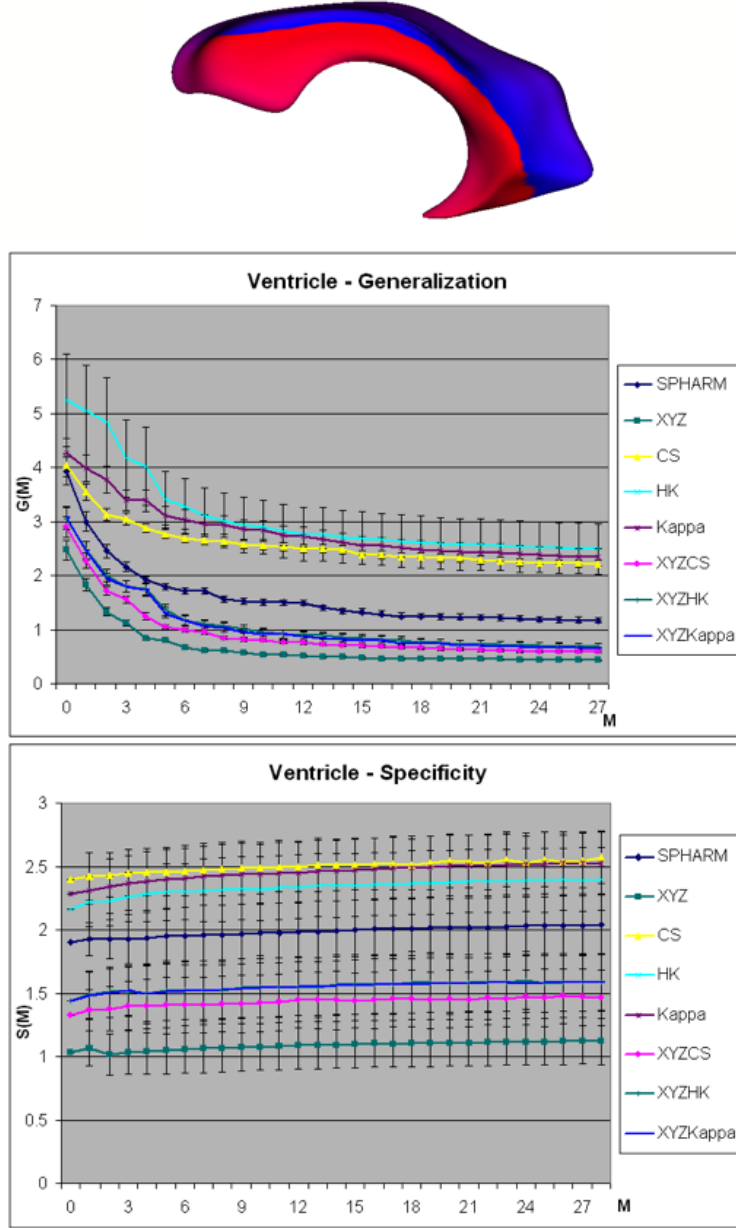 Ventricle - Generalization
7
6
5
4
3
2
1
0
G(M)
0 3 6 9 12 15 18 21 24 27
M
SPHARM
XYZ
CS
HK
Kappa
XYZCS
XYZHK
XYZKappa
Ventricle - Specificity
3
2.5
2
1.5
1
0.5
0
S(M)
0 3 6 9 12 15 18 21 24 27
M
SPHARM
XYZ
CS
HK
Kappa
XYZCS
XYZHK
XYZKappa